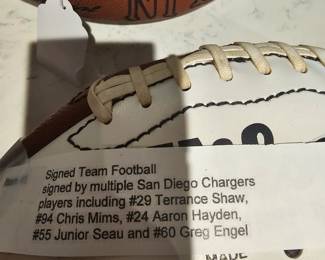 Signed Team Football
signed by multiple San Diego Chargers
players including #29 Terrance Shaw,
#94 Chris Mims, #24 Aaron Hayden,
#55 Junior Seau and #60 Greg Engel
MADE